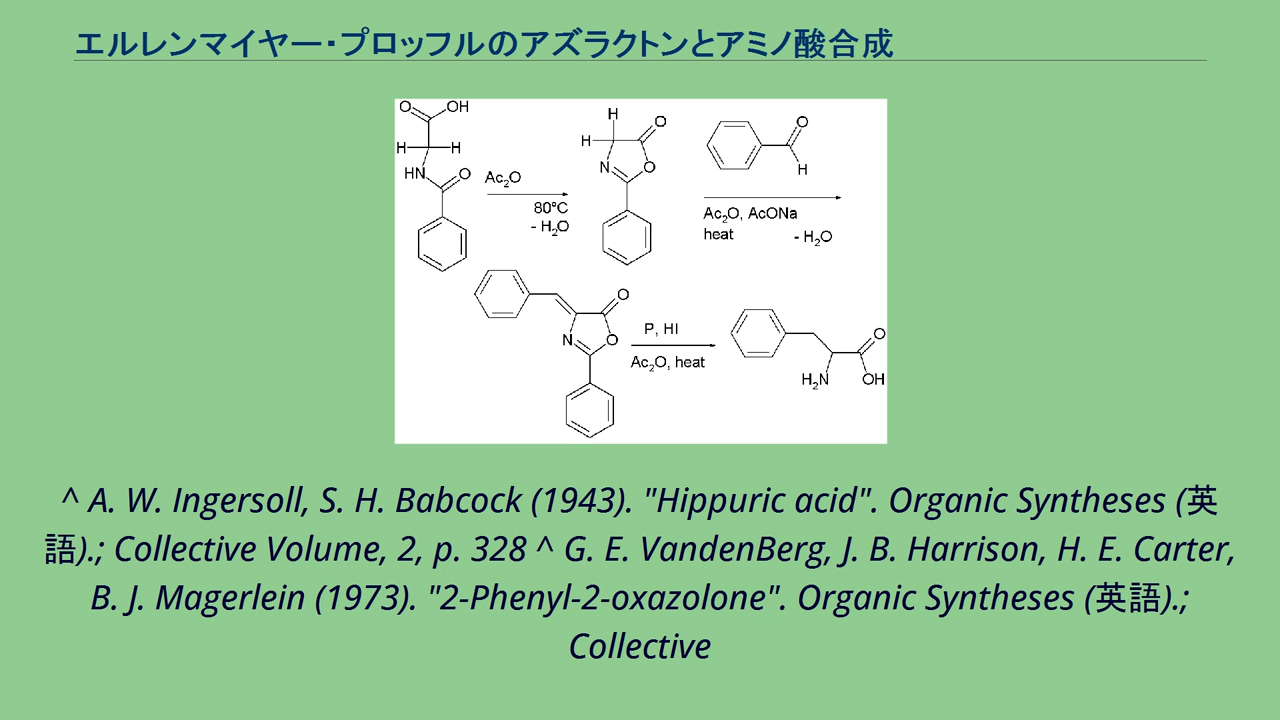 エルレンマイヤー・プロッフルのアズラクトンとアミノ酸合成
O OH
H H
HN O
Ac2O
80°C
- H2O
H
H O
N O
O
H
Ac2O, AcONa
heat - H2O
O
N O
P, HI
Ac2O, heat
O
H2N OH
^ A. W. Ingersoll, S. H. Babcock (1943). "Hippuric acid". Organic Syntheses (英
語).; Collective Volume, 2, p. 328 ^ G. E. VandenBerg, J. B. Harrison, H. E. Carter,
B. J. Magerlein (1973). "2-Phenyl-2-oxazolone". Organic Syntheses (英語).;
Collective